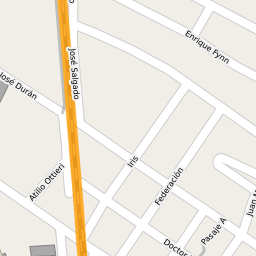 Enrique Fynn
José Salgado
José Durán
Iris
Atilio Ottieri
Federación
Pasaje A
Juan
Doctor